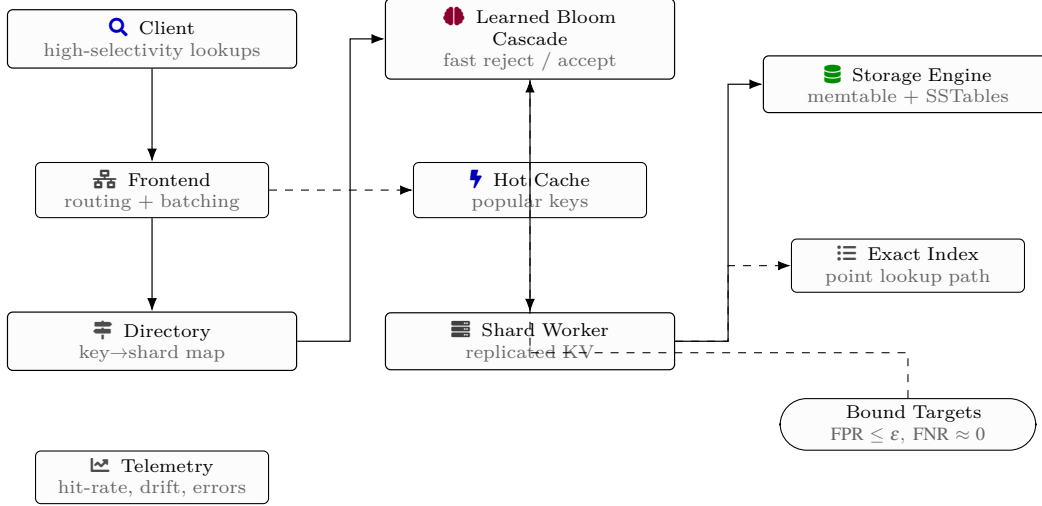 Client
high-selectivity lookups
Frontend
routing + batching
Directory
key→shard map
Telemetry
hit-rate, drift, errors
Learned Bloom
Cascade
fast reject / accept
Hot Cache
popular keys
Shard Worker
replicated KV
Storage Engine
memtable + SSTables
Exact Index
point lookup path
Bound Targets
FPR ≤ ε, FNR ≈ 0